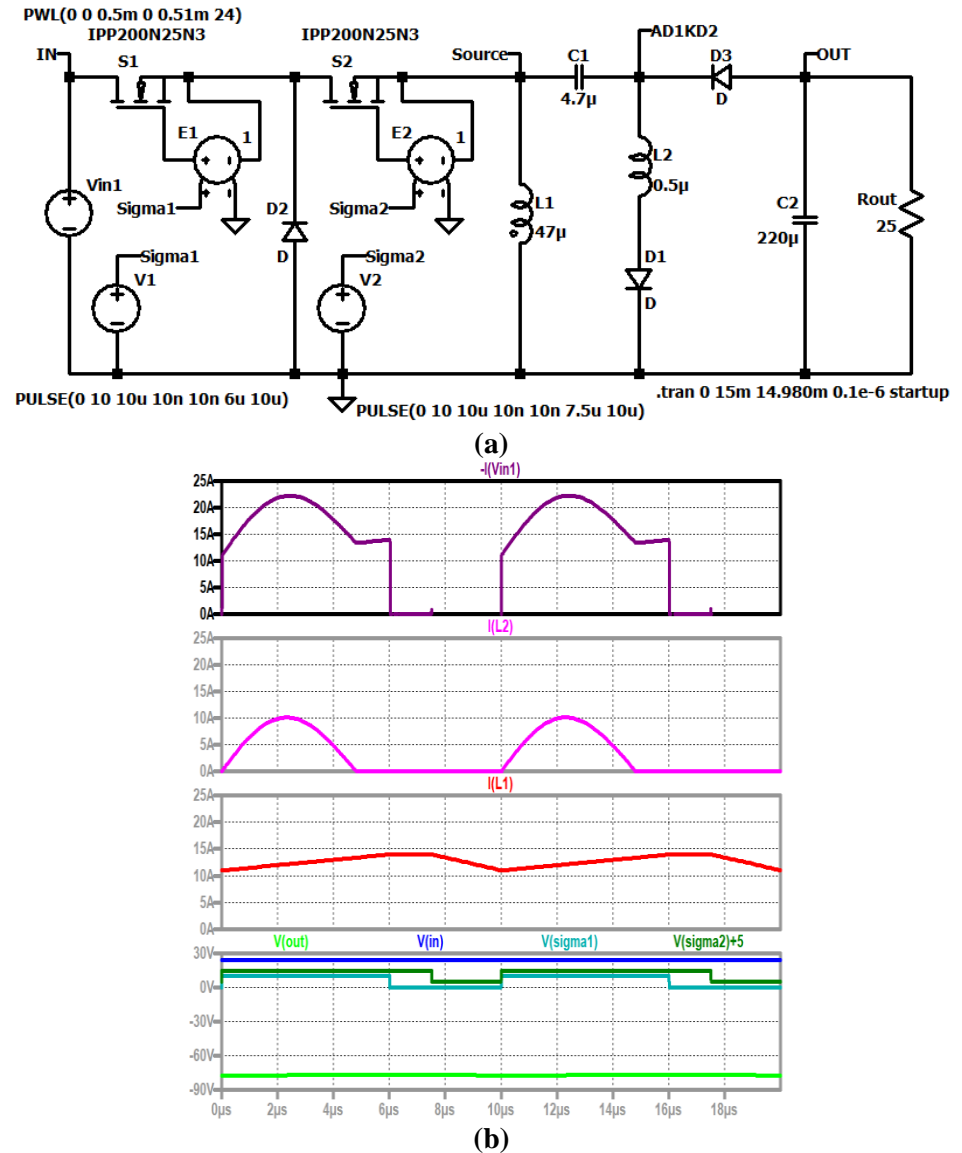 PWL(0 0 0.5m 0 0.51m 24)
IPP200N25N3 IPP200N25N3
IN S1 S2 Source C1 AD1KD2 D3 OUT
4.7µ D
E1 1 E2 1
L2
0.5µ
Vin1 Sigma1 D2 Sigma2 L1 C2 Rout
D 47µ 220µ 25
Sigma1 Sigma2 D1
V1 V2 D
PULSE(0 10 10u 10n 10n 6u 10u)
PULSE(0 10 10u 10n 10n 7.5u 10u)
.tran 0 15m 14.980m 0.1e-6 startup
(a)
-I(Vin1)
25A
20A
15A
10A
5A
0A
I(L2)
25A
20A
15A
10A
5A
0A
I(L1)
25A
20A
15A
10A
5A
0A
V(out) V(in) V(sigma1) V(sigma2)+5
30V
0V
-30V
-60V
-90V
0µs 2µs 4µs 6µs 8µs 10µs 12µs 14µs 16µs 18µs
(b)